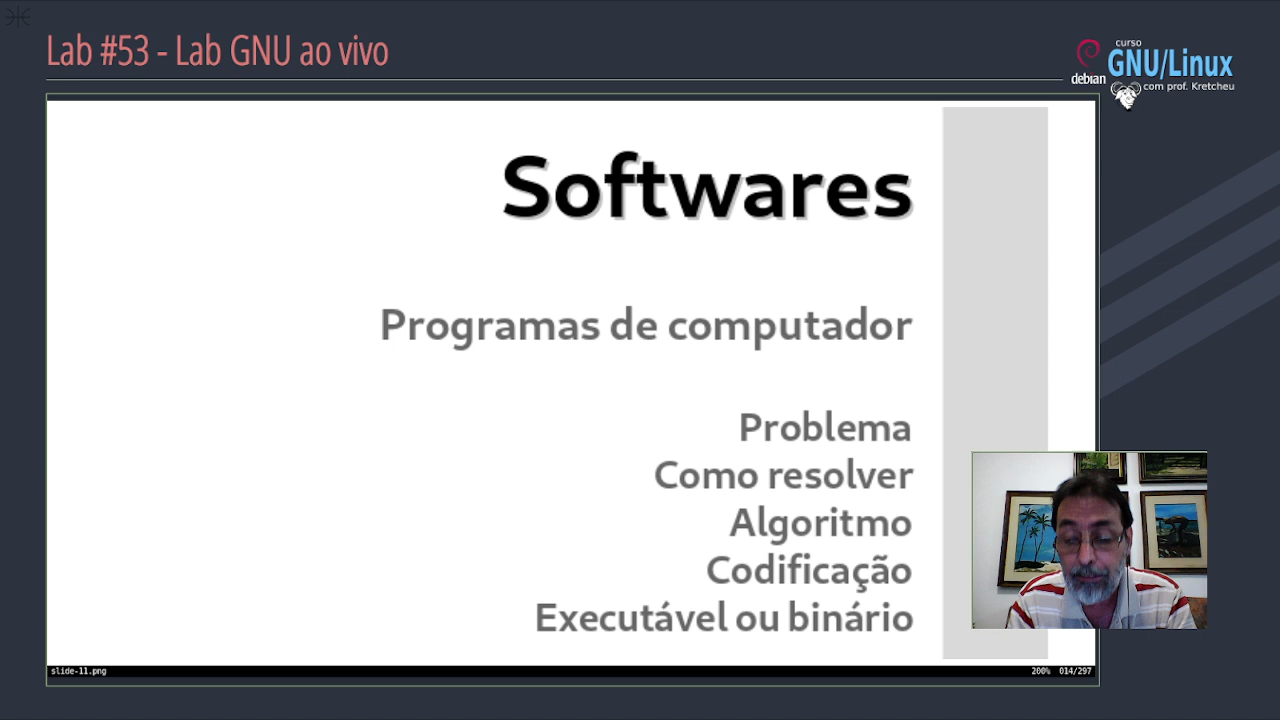 Lab #53 - Lab GNU ao vivo
curso
GNU/Linux
debian
com prof. Kretcheu
Softwares
Programas de computador
Problema
Como resolver
Algoritmo
Codificação
Executável ou binário
slide-11.png
200% 014/297